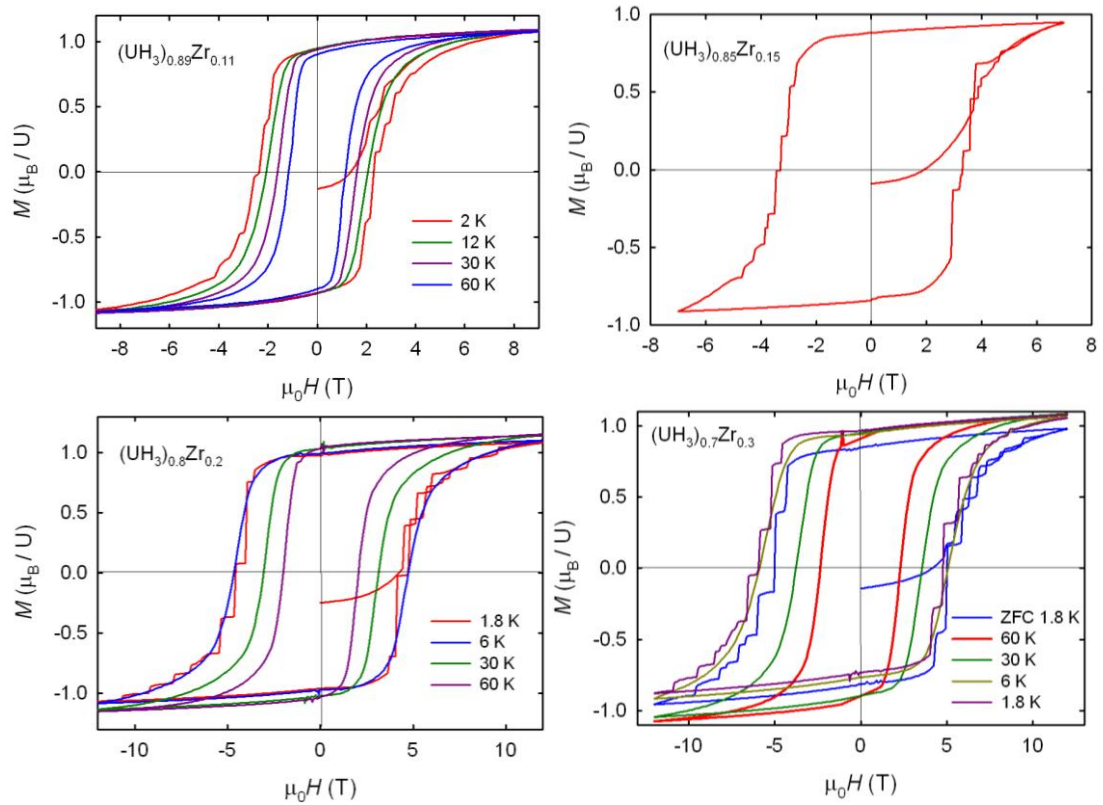 (UH3)0.89Zr0.11
1.0
0.5
0.0
-0.5
-1.0
M (μB / U)
2 K
12 K
30 K
60 K
-8 -6 -4 -2 0 2 4 6 8
μ0H (T)
(UH3)0.85Zr0.15
1.0
0.5
0.0
-0.5
-1.0
M (μB / U)
-8 -6 -4 -2 0 2 4 6 8
μ0H (T)
(UH3)0.8Zr0.2
1.0
0.5
0.0
-0.5
-1.0
M (μB / U)
1.8 K
6 K
30 K
60 K
-10 -5 0 5 10
μ0H (T)
(UH3)0.7Zr0.3
1.0
0.5
0.0
-0.5
-1.0
M (μB / U)
ZFC 1.8 K
60 K
30 K
6 K
1.8 K
-10 -5 0 5 10
μ0H (T)